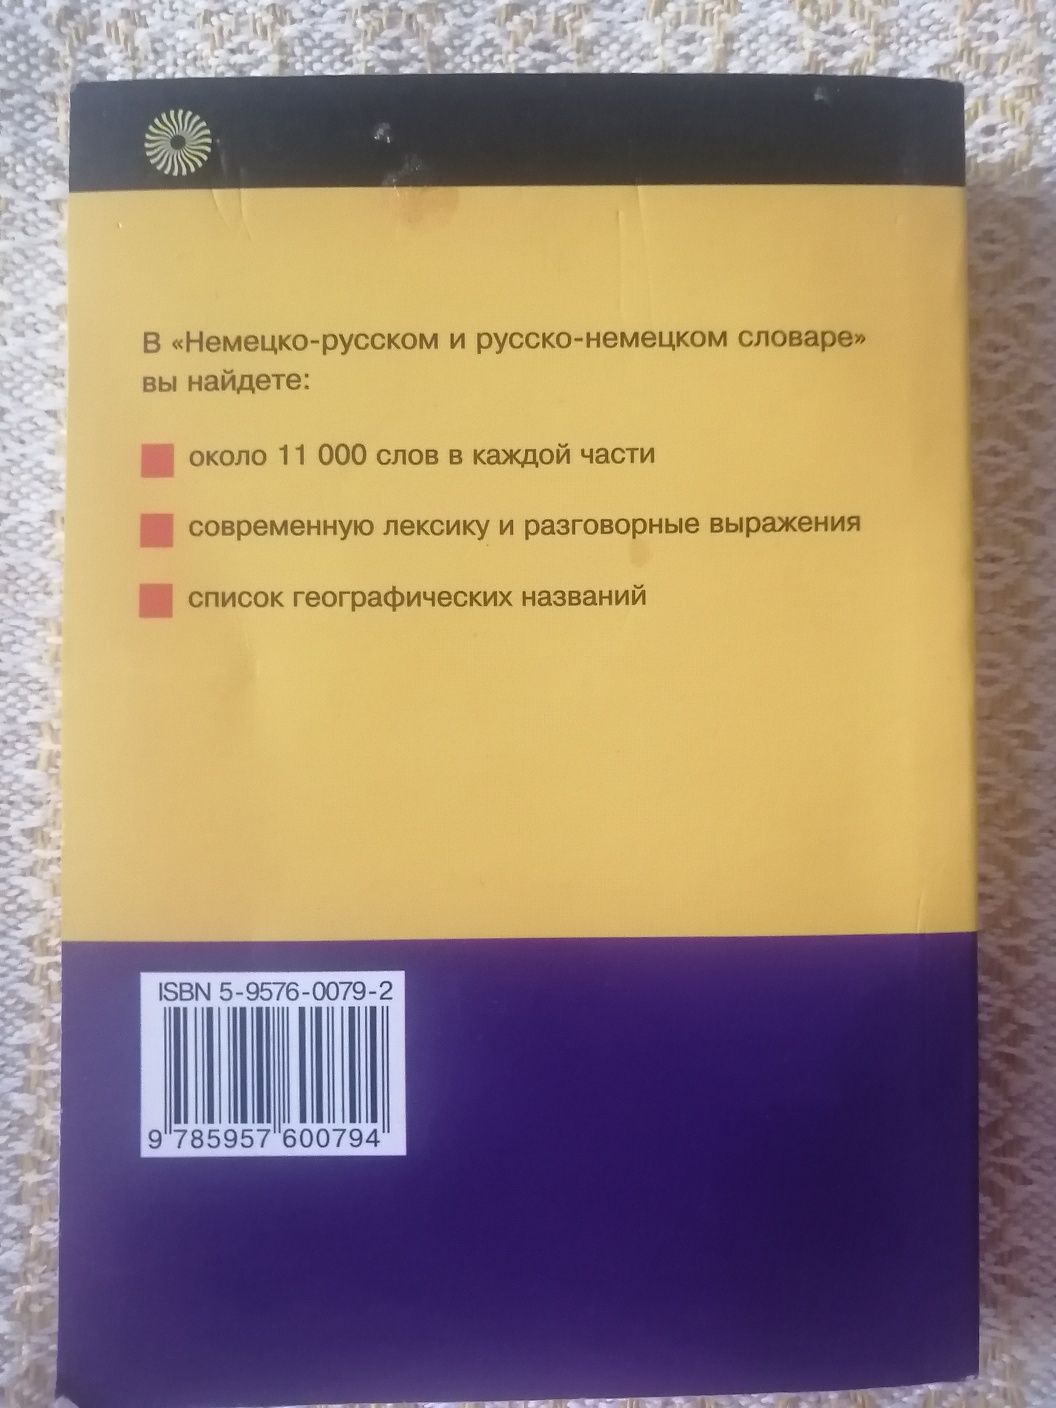 В «Немецко-русском и русско-немецком словаре»
вы найдете:
около 11 000 слов в каждой части
современную лексику и разговорные выражения
список географических названий
ISBN 5-9576-0079-2
9 785957 600794